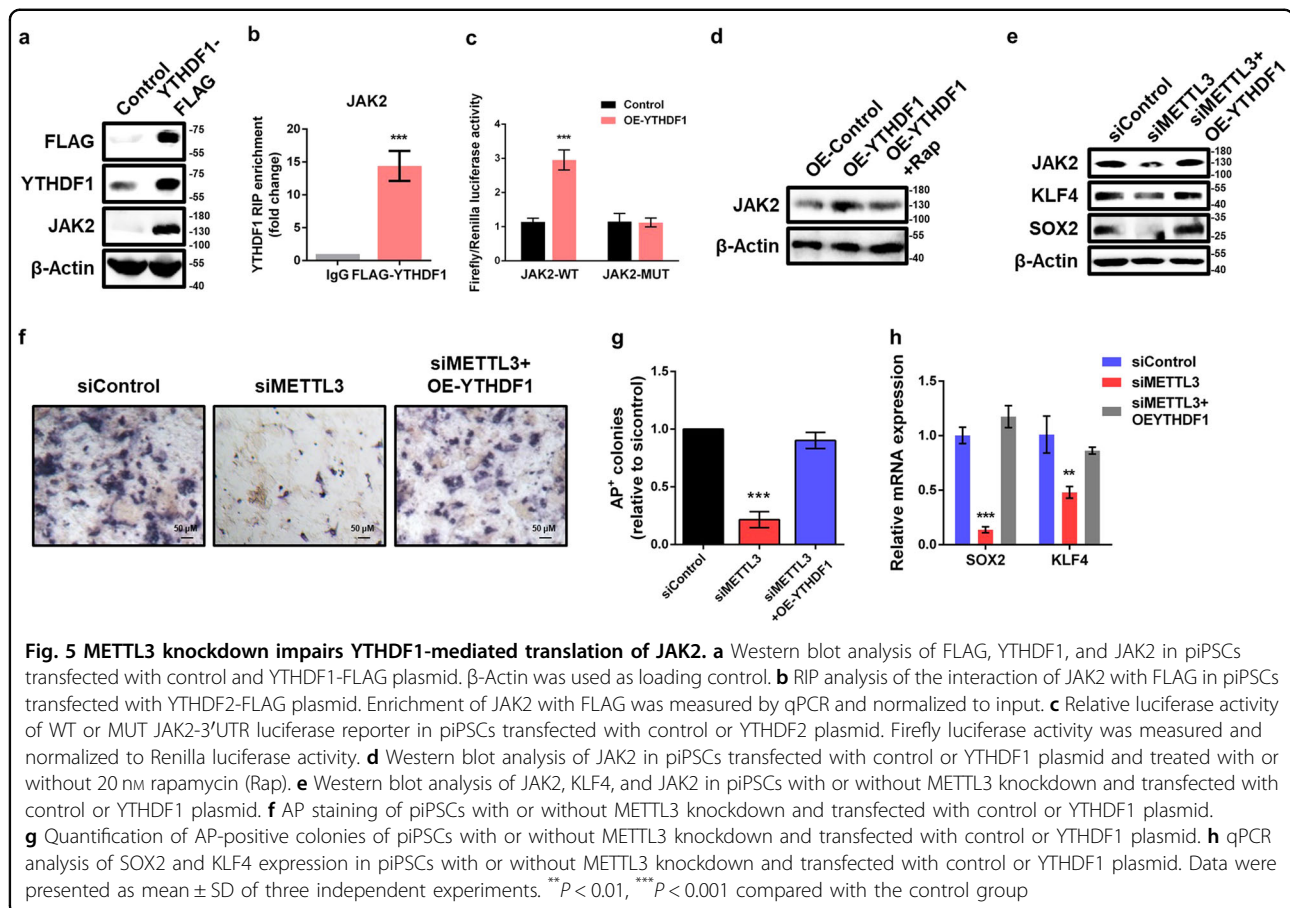 a
Control
YTHDF1-
FLAG
FLAG
-75
-55
YTHDF1
-75
-55
JAK2
-180
-130
-100
β-Actin
-55
-40
b
JAK2
YTHDF1 RIP enrichment
(fold change)
20
15
10
5
0
***
IgG FLAG-YTHDF1
c
Firefly/Renilla luciferase activity
5
4
3
2
1
0
Control
OE-YTHDF1
***
JAK2-WT
JAK2-MUT
d
OE-Control
OE-YTHDF1
OE-YTHDF1
+Rap
JAK2
-180
-130
-100
β-Actin
-55
-40
e
siControl
siMETTL3
siMETTL3+
OE-YTHDF1
JAK2
-180
-130
-100
KLF4
-55
-40
SOX2
-35
-25
β-Actin
-55
-40
f
siControl
siMETTL3
siMETTL3+
OE-YTHDF1
50 μM
50 μM
50 μM
g
AP+ colonies
(relative to sicontrol)
1.5
1.0
0.5
0.0
***
siControl
siMETTL3
siMETTL3
+OE-YTHDF1
h
siControl
siMETTL3
siMETTL3+
OEYTHDF1
Relative mRNA expression
1.5
1.0
0.5
0.0
***
**
SOX2
KLF4
Fig. 5 METTL3 knockdown impairs YTHDF1-mediated translation of JAK2. a Western blot analysis of FLAG, YTHDF1, and JAK2 in piPSCs
transfected with control and YTHDF1-FLAG plasmid. β-Actin was used as loading control. b RIP analysis of the interaction of JAK2 with FLAG in piPSCs
transfected with YTHDF2-FLAG plasmid. Enrichment of JAK2 with FLAG was measured by qPCR and normalized to input. c Relative luciferase activity
of WT or MUT JAK2-3′UTR luciferase reporter in piPSCs transfected with control or YTHDF2 plasmid. Firefly luciferase activity was measured and
normalized to Renilla luciferase activity. d Western blot analysis of JAK2 in piPSCs transfected with control or YTHDF1 plasmid and treated with or
without 20 nM rapamycin (Rap). e Western blot analysis of JAK2, KLF4, and JAK2 in piPSCs with or without METTL3 knockdown and transfected with
control or YTHDF1 plasmid. f AP staining of piPSCs with or without METTL3 knockdown and transfected with control or YTHDF1 plasmid.
g Quantification of AP-positive colonies of piPSCs with or without METTL3 knockdown and transfected with control or YTHDF1 plasmid. h qPCR
analysis of SOX2 and KLF4 expression in piPSCs with or without METTL3 knockdown and transfected with control or YTHDF1 plasmid. Data were
presented as mean ± SD of three independent experiments. **P < 0.01, ***P < 0.001 compared with the control group